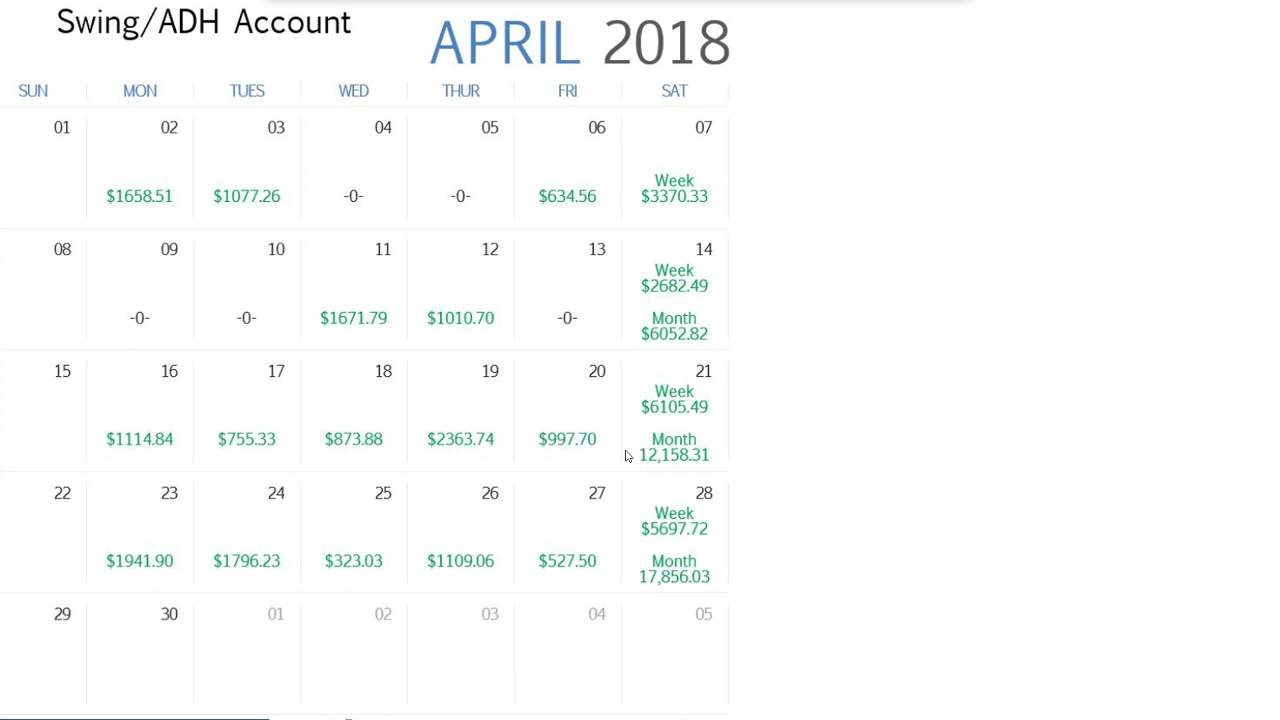 Swing/ADH Account
APRIL 2018
SUN MON TUES WED THUR FRI SAT
01 02 03 04 05 06 07
Week
$1658.51 $1077.26 -0- -0- $634.56 $3370.33
08 09 10 11 12 13 14
Week
$2682.49
-0- -0- $1671.79 $1010.70 -0- Month
$6052.82
15 16 17 18 19 20 21
Week
$6105.49
$1114.84 $755.33 $873.88 $2363.74 $997.70 Month
12,158.31
22 23 24 25 26 27 28
Week
$5697.72
$1941.90 $1796.23 $323.03 $1109.06 $527.50 Month
17,856.03
29 30 01 02 03 04 05